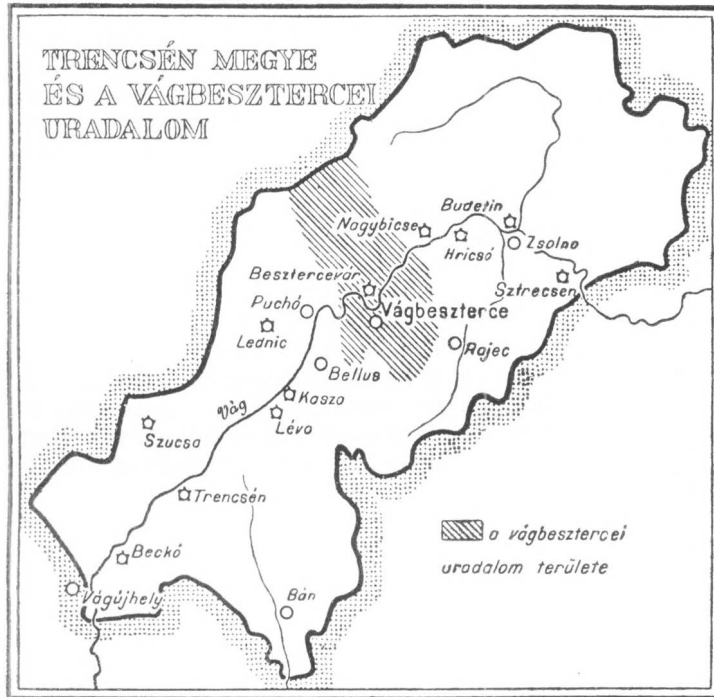 TRENCSÉN MEGYE
ÉS A VÁGBESZTERCEI
URADALOM
Budetin
Nagybicse
Zsolna
Hricsó
Besztercevár
Sztrecsen
Puchó
Vágbeszterce
Lednic
Rajec
Bellus
Kasza
Vág
Léva
Szucsa
Trencsén
a vágbesztercei
uradalom területe
Beckó
Vágújhely
Bán